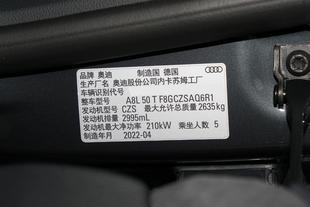 品牌 奥迪 制造国 德国
生产厂名 奥迪股份公司内卡苏姆工厂
车辆识别代号
整车型号 A8L 50 T F8GCZSAQ6R1
发动机型号 CZS 最大允许总质量 2635kg
发动机排量 2995mL
发动机最大净功率 210kW 乘坐人数 5
制造年月 2022-04